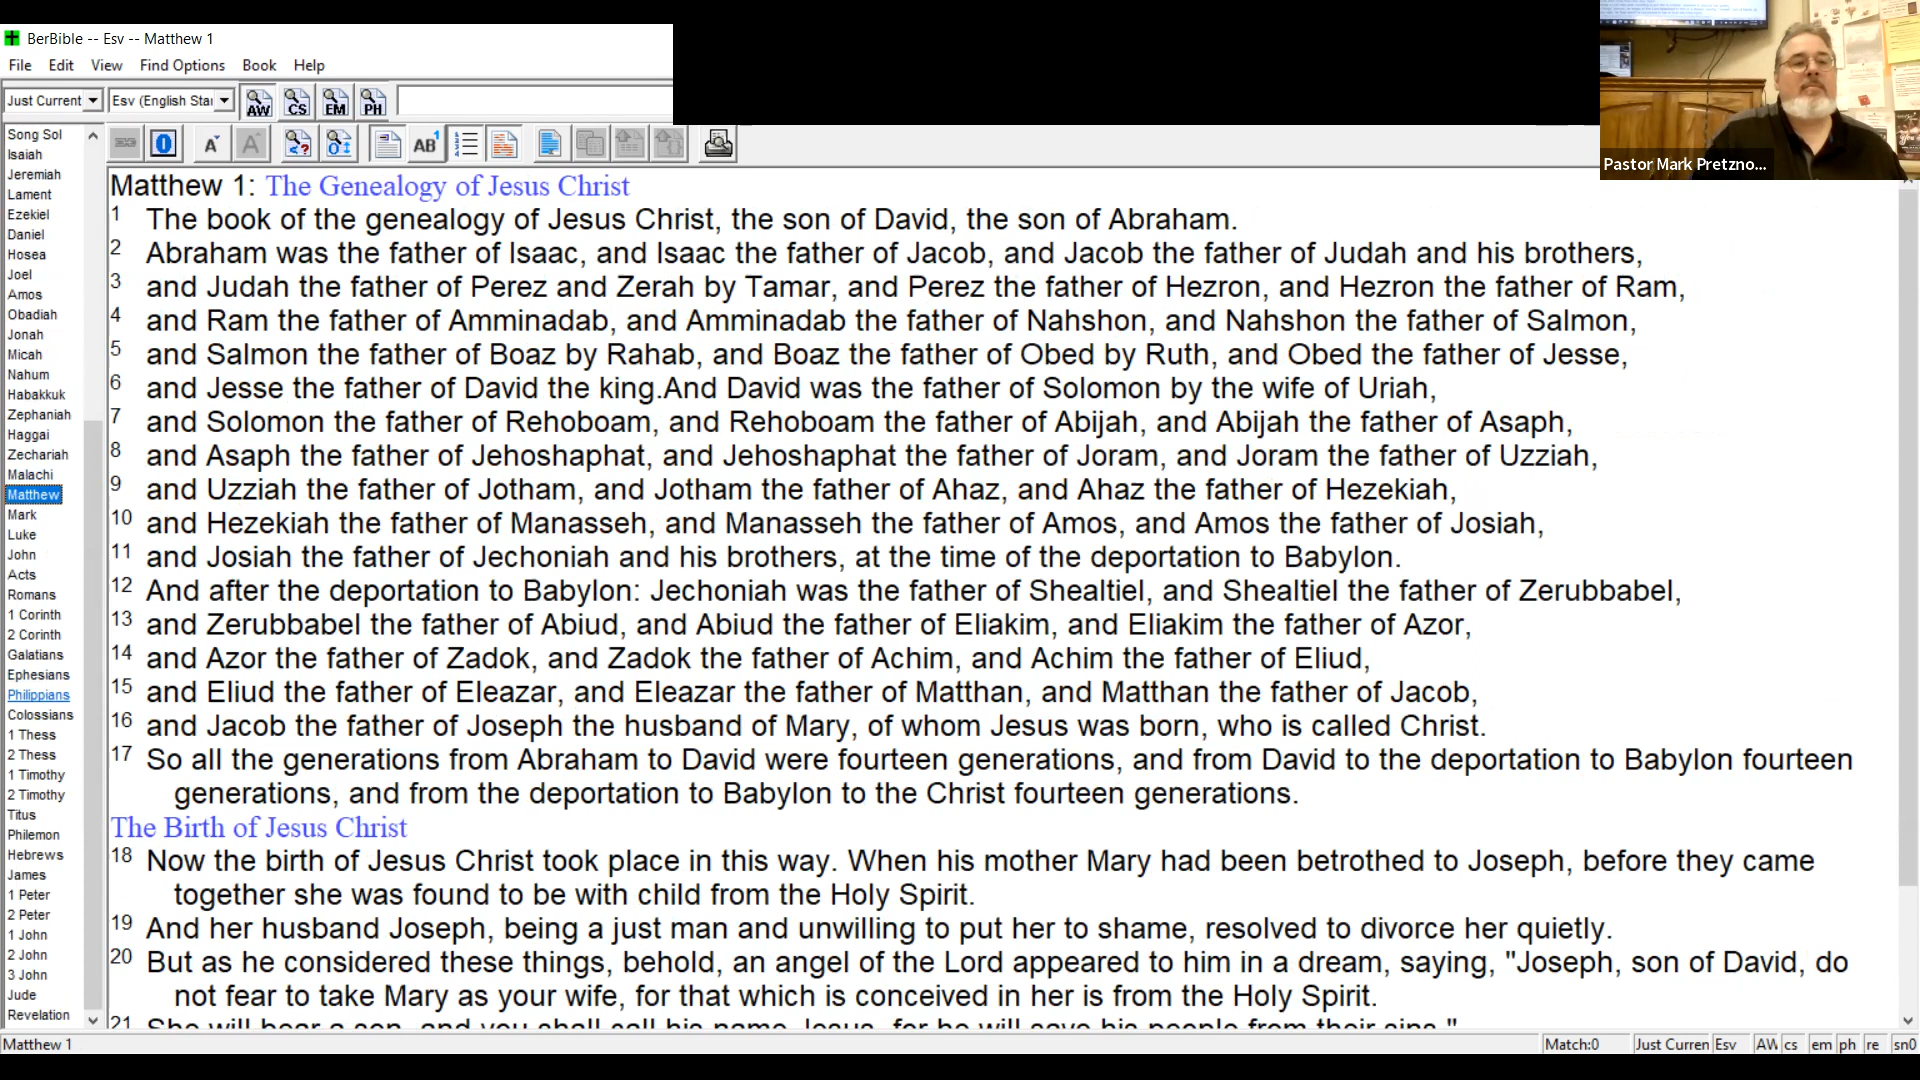 BerBible -- Esv -- Matthew 1
File Edit View Find Options Book Help
Just Current
Esv (English Star
AW CS EM PH
AB¹
Song Sol
Isaiah
Jeremiah
Lament
Ezekiel
Daniel
Hosea
Joel
Amos
Obadiah
Jonah
Micah
Nahum
Habakkuk
Zephaniah
Haggai
Zechariah
Malachi
Matthew
Mark
Luke
John
Acts
Romans
1 Corinth
2 Corinth
Galatians
Ephesians
Philippians
Colossians
1 Thess
2 Thess
1 Timothy
2 Timothy
Titus
Philemon
Hebrews
James
1 Peter
2 Peter
1 John
2 John
3 John
Jude
Revelation
Matthew 1: The Genealogy of Jesus Christ
1 The book of the genealogy of Jesus Christ, the son of David, the son of Abraham.
2 Abraham was the father of Isaac, and Isaac the father of Jacob, and Jacob the father of Judah and his brothers,
3 and Judah the father of Perez and Zerah by Tamar, and Perez the father of Hezron, and Hezron the father of Ram,
4 and Ram the father of Amminadab, and Amminadab the father of Nahshon, and Nahshon the father of Salmon,
5 and Salmon the father of Boaz by Rahab, and Boaz the father of Obed by Ruth, and Obed the father of Jesse,
6 and Jesse the father of David the king.And David was the father of Solomon by the wife of Uriah,
7 and Solomon the father of Rehoboam, and Rehoboam the father of Abijah, and Abijah the father of Asaph,
8 and Asaph the father of Jehoshaphat, and Jehoshaphat the father of Joram, and Joram the father of Uzziah,
9 and Uzziah the father of Jotham, and Jotham the father of Ahaz, and Ahaz the father of Hezekiah,
10 and Hezekiah the father of Manasseh, and Manasseh the father of Amos, and Amos the father of Josiah,
11 and Josiah the father of Jechoniah and his brothers, at the time of the deportation to Babylon.
12 And after the deportation to Babylon: Jechoniah was the father of Shealtiel, and Shealtiel the father of Zerubbabel,
13 and Zerubbabel the father of Abiud, and Abiud the father of Eliakim, and Eliakim the father of Azor,
14 and Azor the father of Zadok, and Zadok the father of Achim, and Achim the father of Eliud,
15 and Eliud the father of Eleazar, and Eleazar the father of Matthan, and Matthan the father of Jacob,
16 and Jacob the father of Joseph the husband of Mary, of whom Jesus was born, who is called Christ.
17 So all the generations from Abraham to David were fourteen generations, and from David to the deportation to Babylon fourteen
generations, and from the deportation to Babylon to the Christ fourteen generations.
The Birth of Jesus Christ
18 Now the birth of Jesus Christ took place in this way. When his mother Mary had been betrothed to Joseph, before they came
together she was found to be with child from the Holy Spirit.
19 And her husband Joseph, being a just man and unwilling to put her to shame, resolved to divorce her quietly.
20 But as he considered these things, behold, an angel of the Lord appeared to him in a dream, saying, "Joseph, son of David, do
not fear to take Mary as your wife, for that which is conceived in her is from the Holy Spirit.
21 She will bear a son, and you shall call his name Jesus, for he will save his people from their sins."
Pastor Mark Pretzno...
Matthew 1
Match:0 Just Curren Esv AW cs em ph re sn0